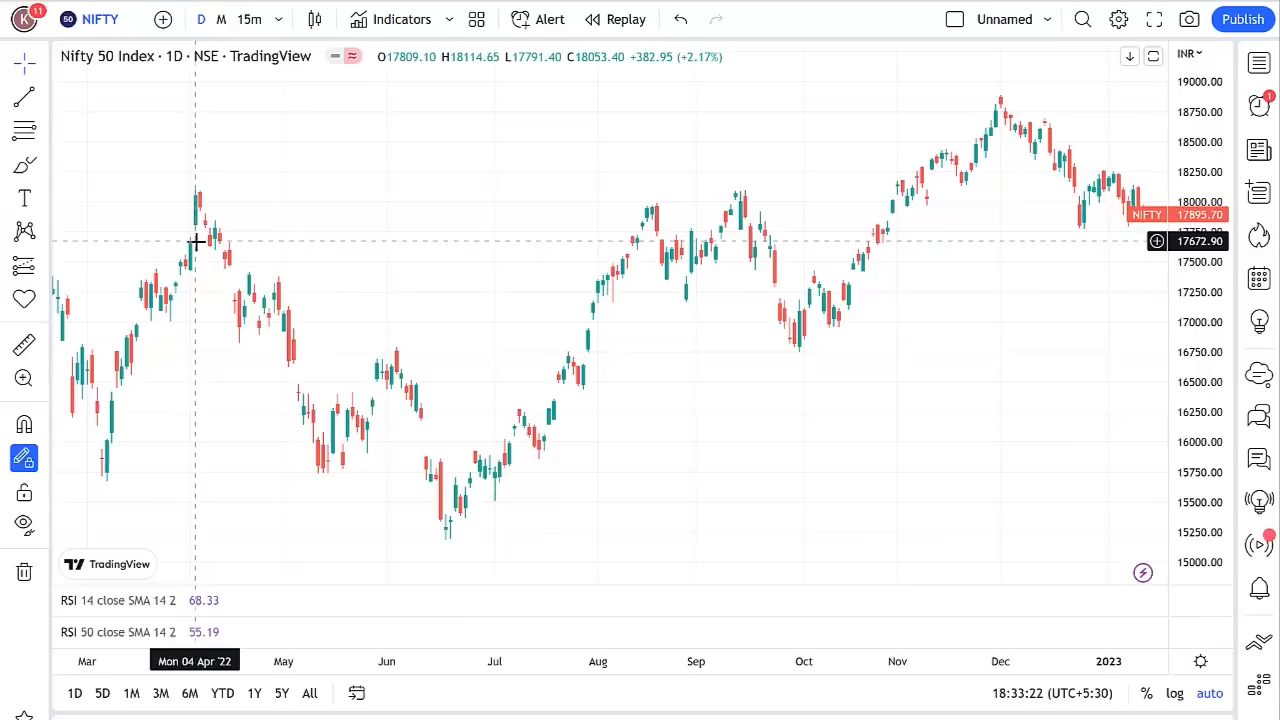 K 11 50 NIFTY D M 15m Indicators Alert Replay Unnamed Publish
Nifty 50 Index · 1D · NSE · TradingView O17809.10 H18114.65 L17791.40 C18053.40 +382.95 (+2.17%) INR
19000.00
18750.00
1
18500.00
18250.00
18000.00
NIFTY 17895.70
17672.90
17500.00
17250.00
17000.00
16750.00
16500.00
16250.00
16000.00
15750.00
15500.00
15250.00
TradingView 15000.00
RSI 14 close SMA 14 2 68.33
RSI 50 close SMA 14 2 55.19
Mar Mon 04 Apr '22 May Jun Jul Aug Sep Oct Nov Dec 2023
1D 5D 1M 3M 6M YTD 1Y 5Y All 18:33:22 (UTC+5:30) % log auto